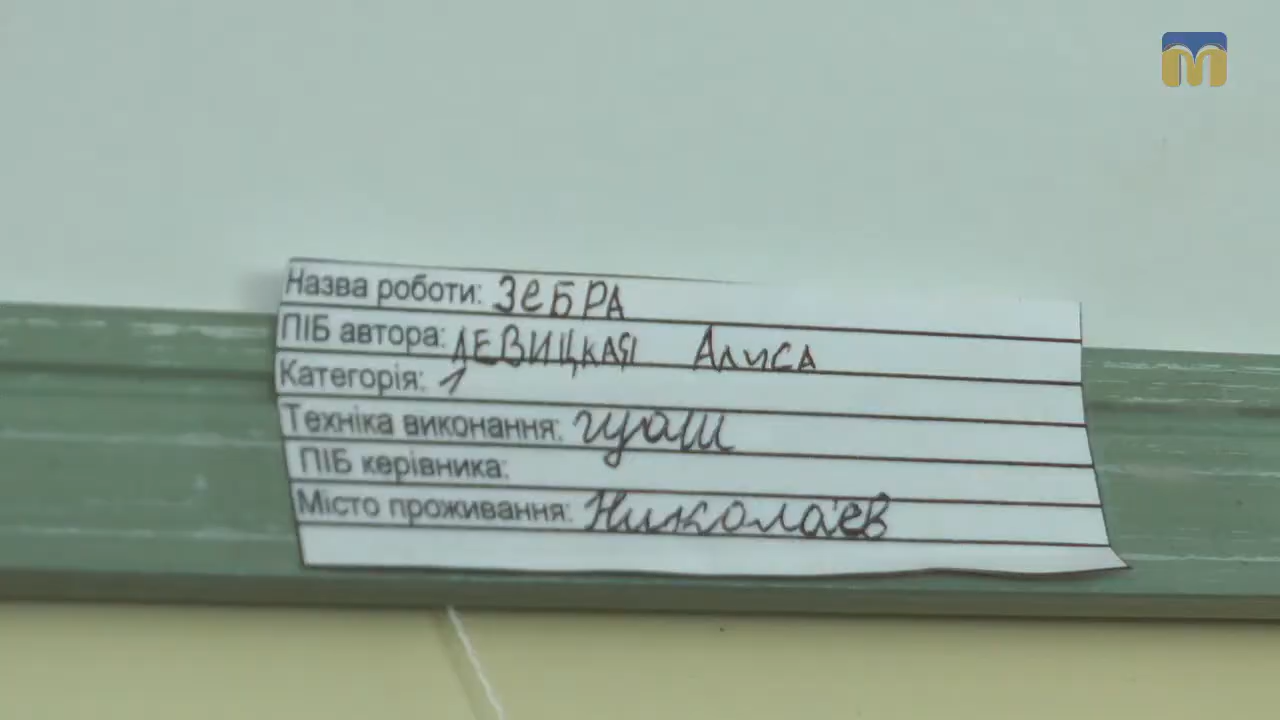 Назва роботи: ЗЕБРА
ПІБ автора: ЛЕВИЦКАЯ Алиса
Категорія: 1
Техніка виконання: гуаш
ПІБ керівника:
Місто проживання: Николаев